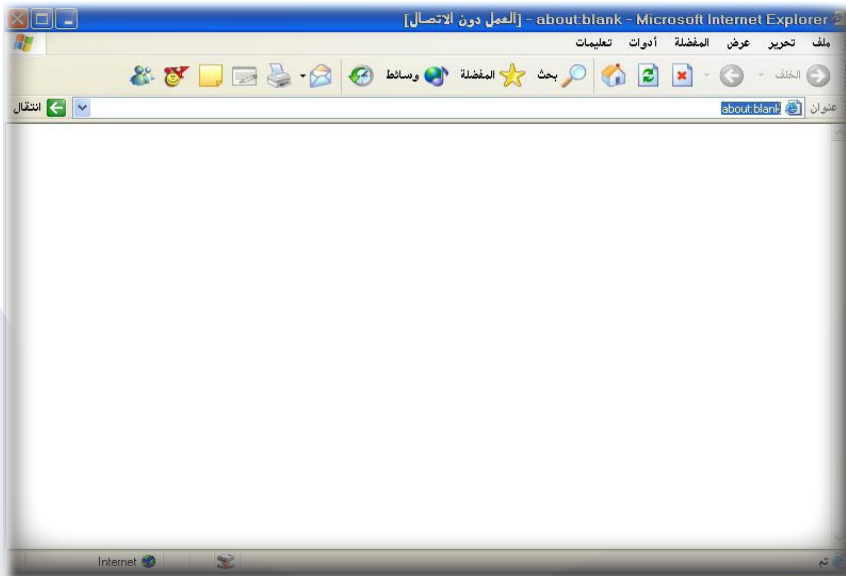 about:blank - Microsoft Internet Explorer - [العمل دون الاتصال]
ملف تحرير عرض المفضلة أدوات تعليمات
الخلف بحث المفضلة وسائط
عنوان about:blank انتقال
تم Internet